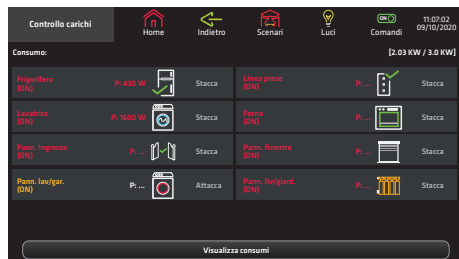 Controllo carichi
Home
Indietro
Scenari
Luci
ON
Comandi
11:07:02
09/10/2020
Consumo:
[2.03 KW / 3.0 KW]
Frigorifero
(ON)
P: 430 W
Stacca
Linea prese
(ON)
P: ...
Stacca
Lavatrice
(ON)
P: 1600 W
Stacca
Forno
(ON)
P: ...
Stacca
Pann. ingresso
(ON)
P: ...
Stacca
Pann. finestre
(ON)
P: ...
Stacca
Pann. lav/gar.
(ON)
P: ...
Attacca
Pann. liv/giard.
(ON)
P: ...
Stacca
Visualizza consumi